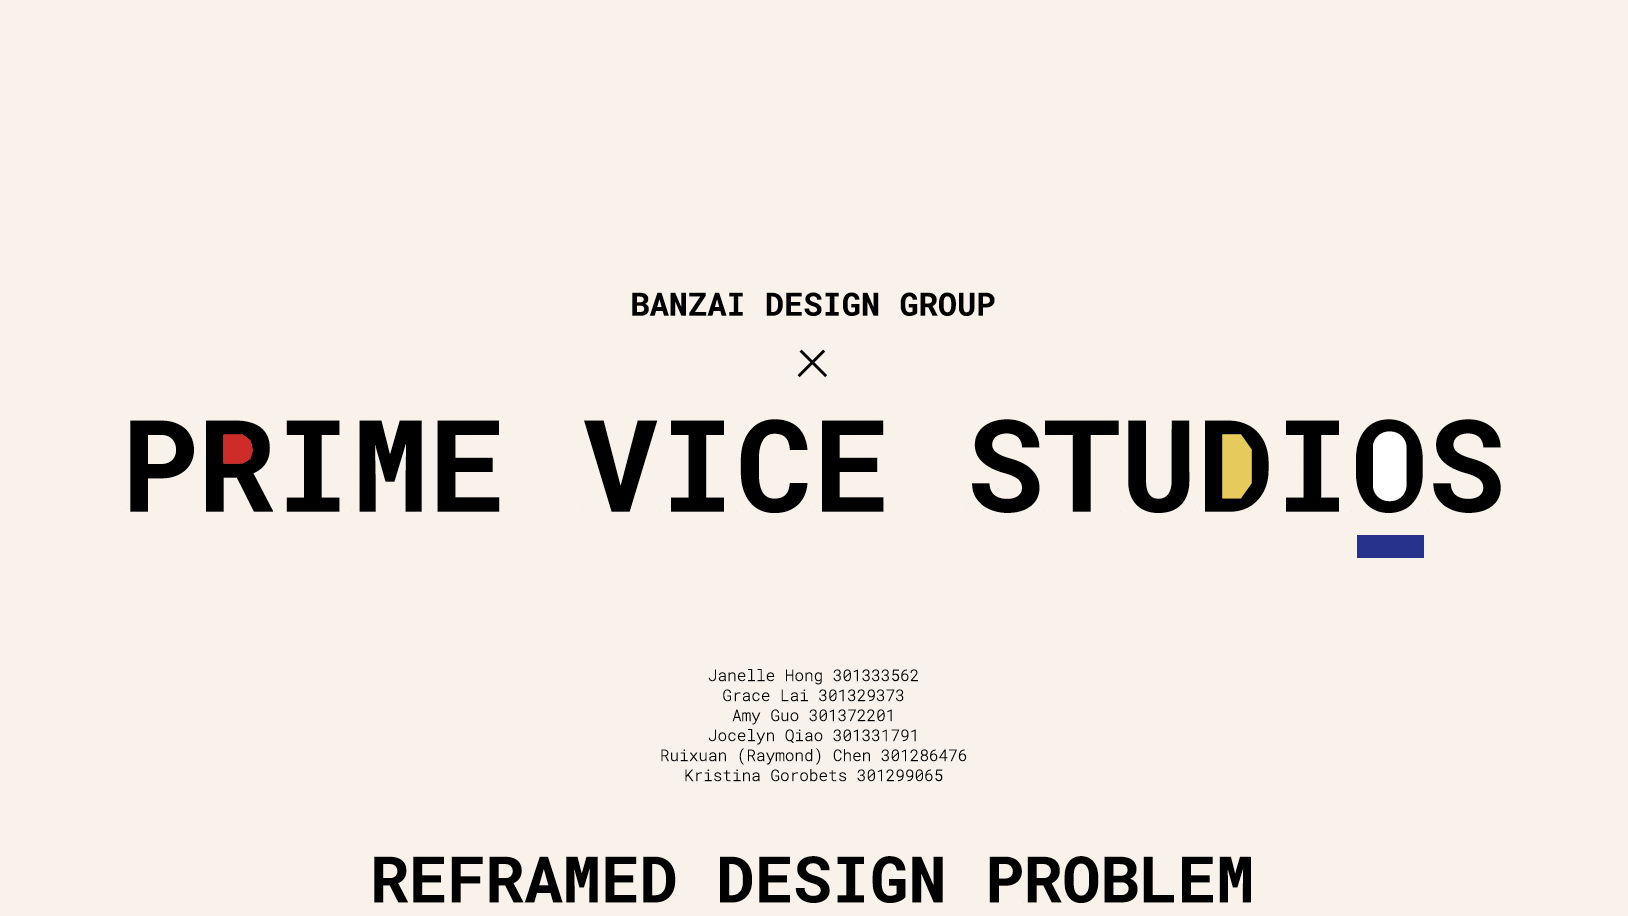 BANZAI DESIGN GROUP
×
PRIME VICE STUDIOS
Janelle Hong 301333562
Grace Lai 301329373
Amy Guo 301372201
Jocelyn Qiao 301331791
Ruixuan (Raymond) Chen 301286476
Kristina Gorobets 301299065
REFRAMED DESIGN PROBLEM